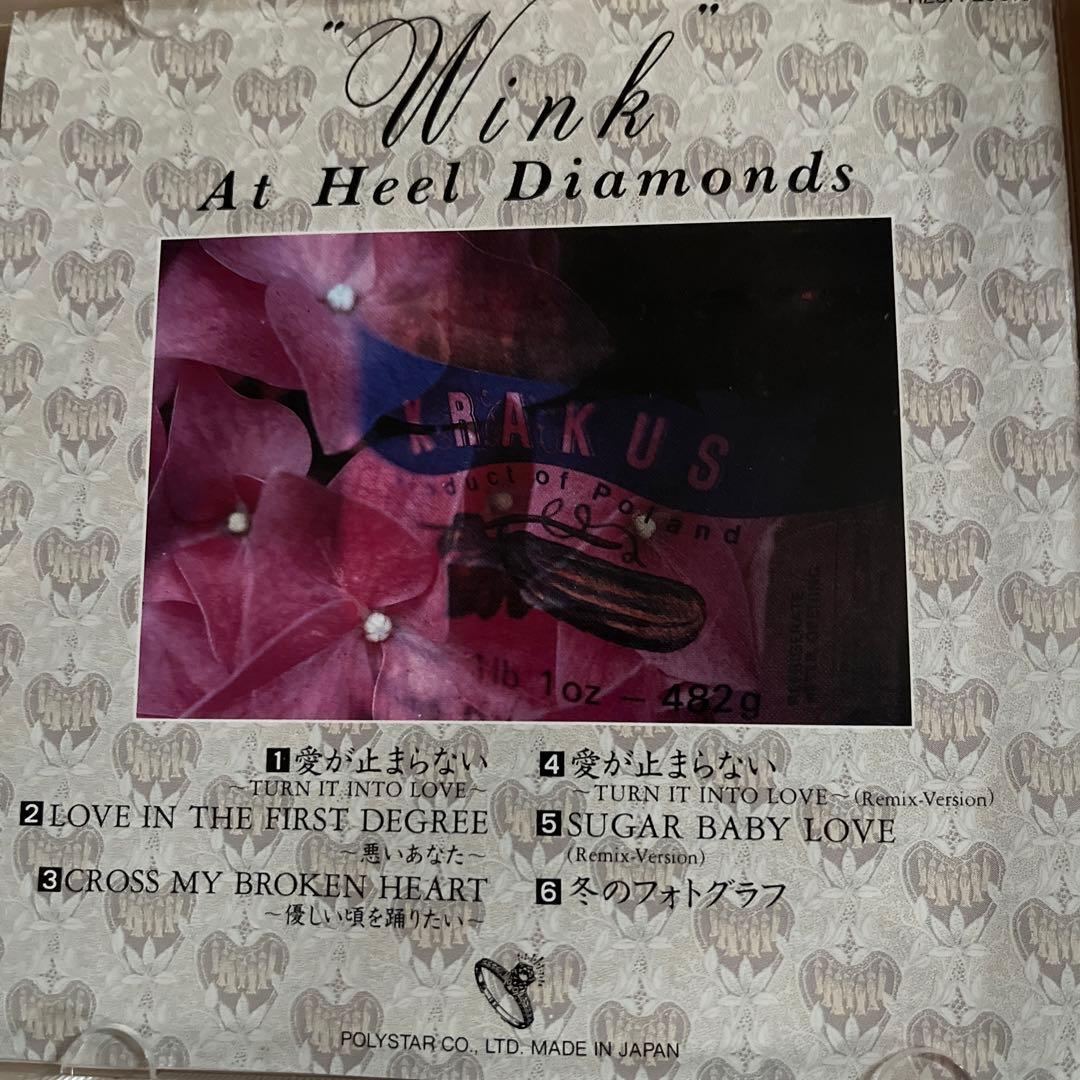 "Wink"
At Heel Diamonds
KRAKUS
Product of Poland
1lb 1oz — 482g
REFRIGERATE
AFTER OPENING
1 愛が止まらない
~TURN IT INTO LOVE~
2 LOVE IN THE FIRST DEGREE
~悪いあなた~
3 CROSS MY BROKEN HEART
~優しい頃を踊りたい~
4 愛が止まらない
~TURN IT INTO LOVE~(Remix-Version)
5 SUGAR BABY LOVE
(Remix-Version)
6 冬のフォトグラフ
POLYSTAR CO., LTD. MADE IN JAPAN